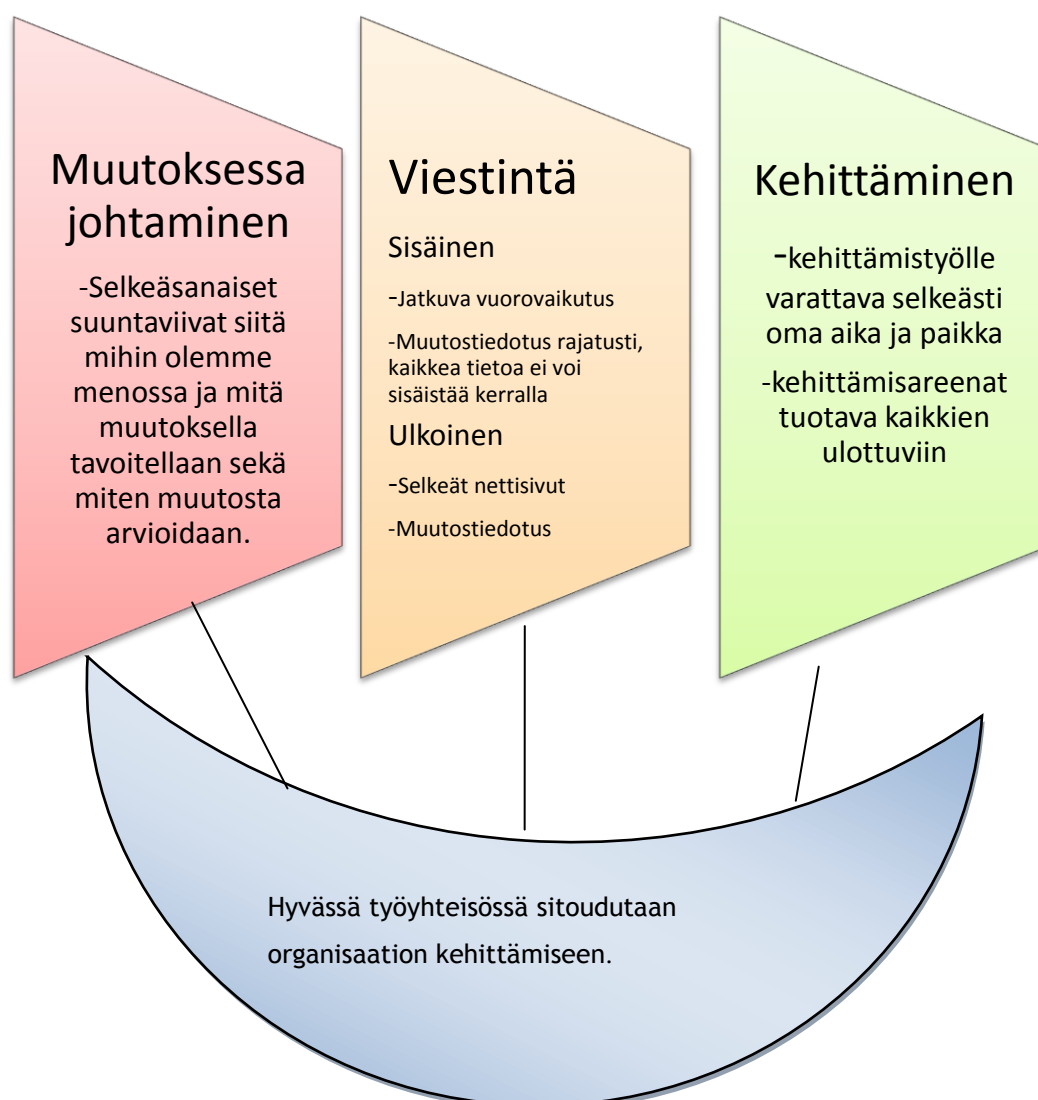 Muutoksessa
johtaminen
-Selkeäsanaiset
suuntaviivat siitä
mihin olemme
menossa ja mitä
muutoksella
tavoitellaan sekä
miten muutosta
arvioidaan.
Viestintä
Sisäinen
-Jatkuva vuorovaikutus
-Muutostiedotus rajatusti,
kaikkea tietoa ei voi
sisäistää kerralla
Ulkoinen
-Selkeät nettisivut
-Muutostiedotus
Kehittäminen
-kehittämistyölle
varattava selkeästi
oma aika ja paikka
-kehittämisareenat
tuotava kaikkien
ulottuviin
Hyvässä työyhteisössä sitoudutaan
organisaation kehittämiseen.